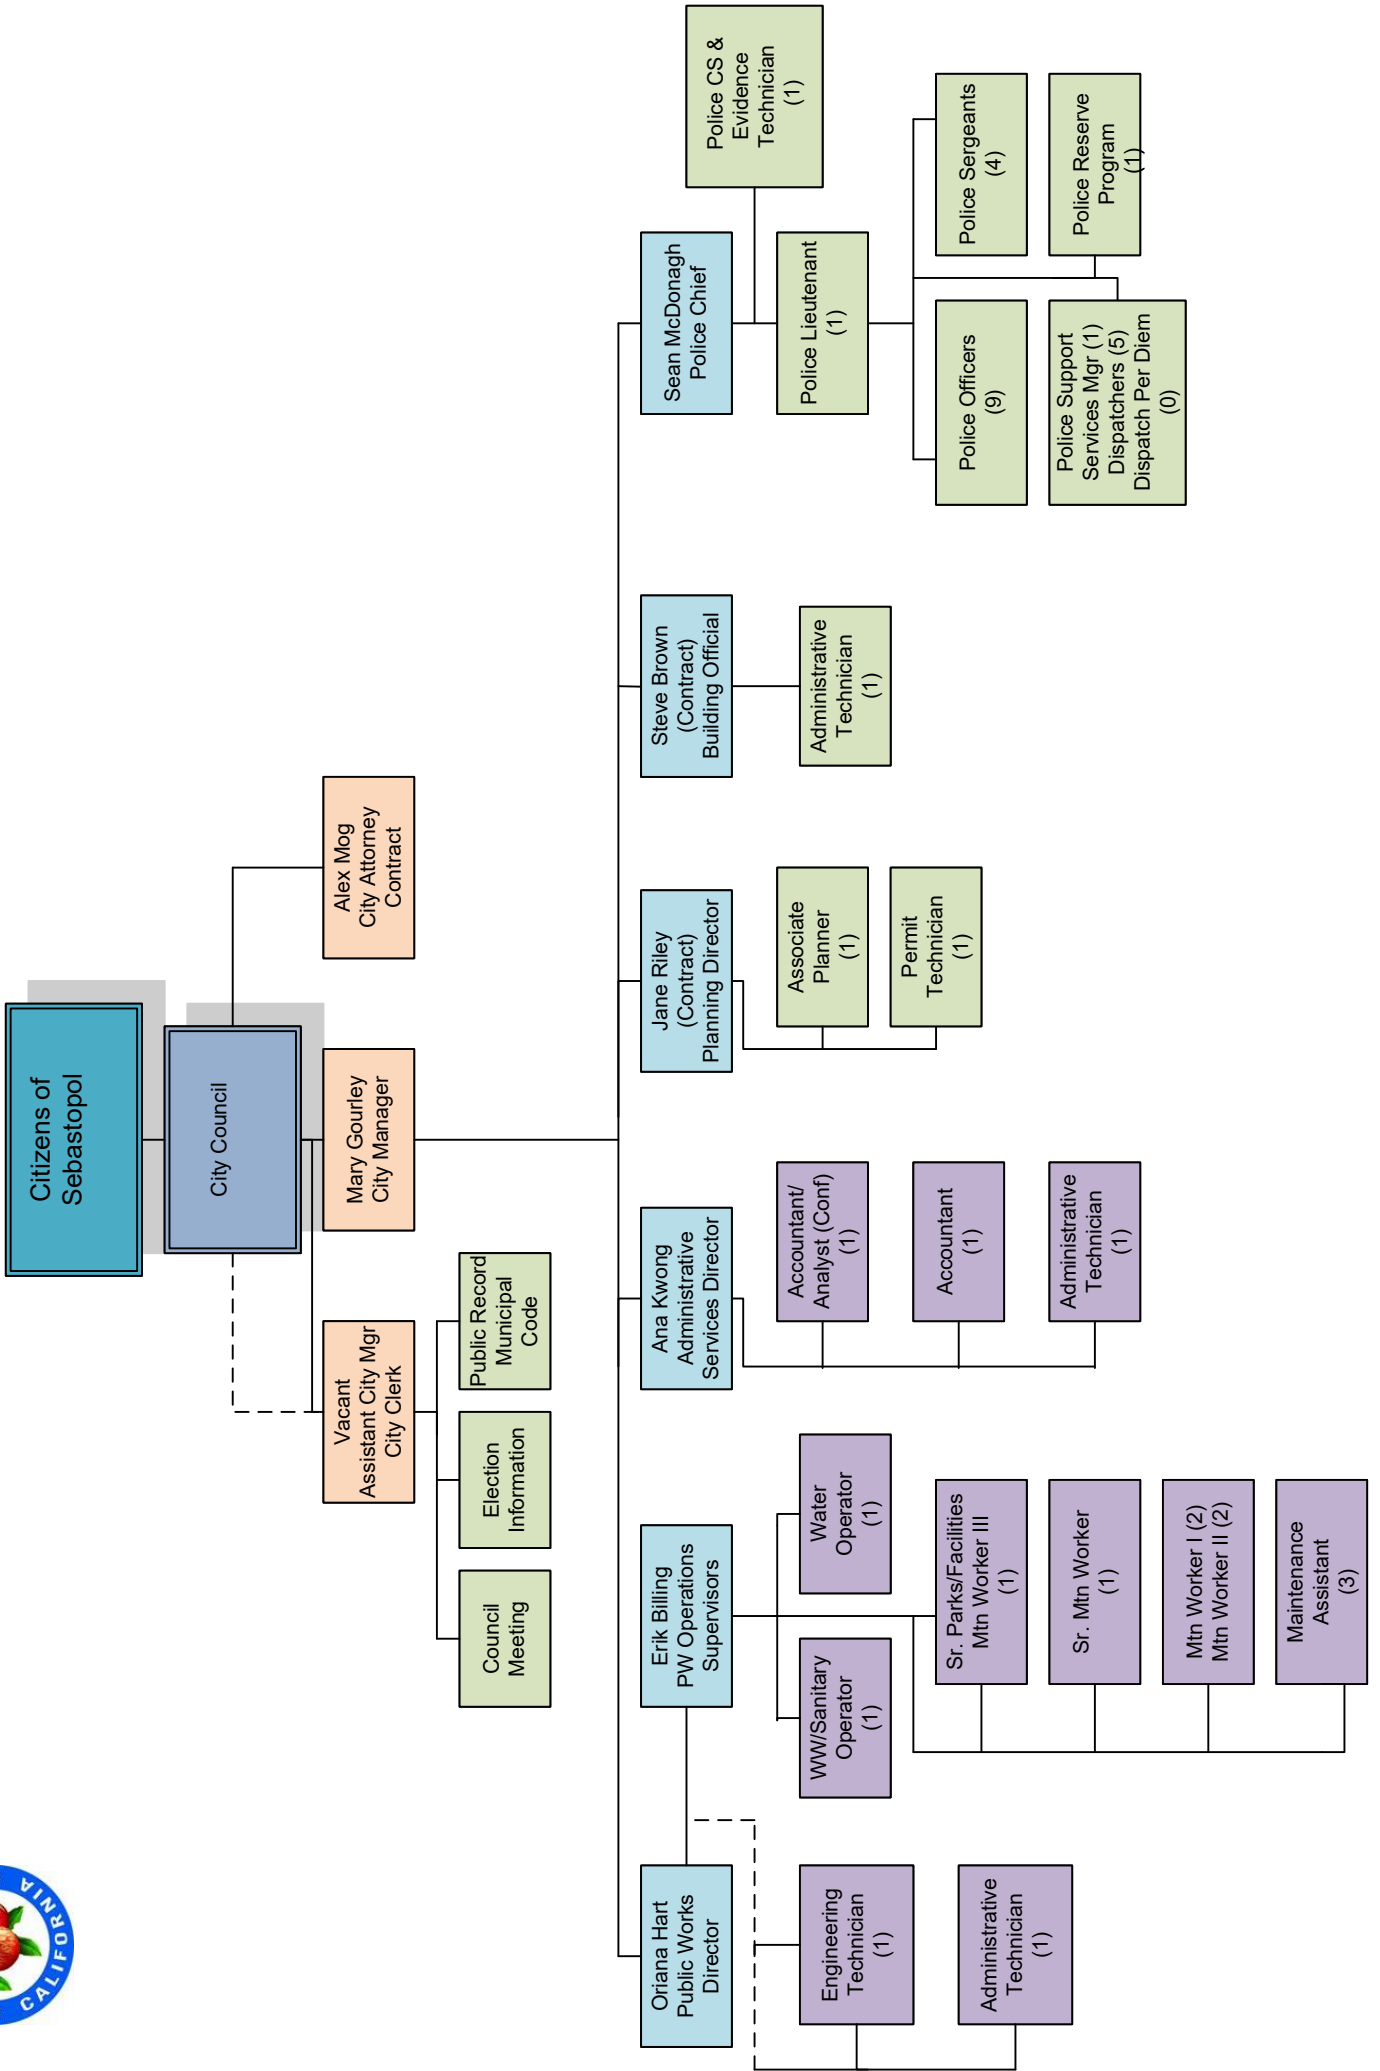 CALIFORNIA
Citizens of
Sebastopol
City Council
Vacant
Assistant City Mgr
City Clerk
Mary Gourley
City Manager
Alex Mog
City Attorney
Contract
Council
Meeting
Election
Information
Public Record
Municipal
Code
Oriana Hart
Public Works
Director
Erik Billing
PW Operations
Supervisors
Ana Kwong
Administrative
Services Director
Jane Riley
(Contract)
Planning Director
Steve Brown
(Contract)
Building Official
Sean McDonagh
Police Chief
Police CS &
Evidence
Technician
(1)
Engineering
Technician
(1)
Administrative
Technician
(1)
WW/Sanitary
Operator
(1)
Water
Operator
(1)
Sr. Parks/Facilities
Mtn Worker III
(1)
Sr. Mtn Worker
(1)
Mtn Worker I (2)
Mtn Worker II (2)
Maintenance
Assistant
(3)
Accountant/
Analyst (Conf)
(1)
Accountant
(1)
Administrative
Technician
(1)
Associate
Planner
(1)
Permit
Technician
(1)
Administrative
Technician
(1)
Police Lieutenant
(1)
Police Officers
(9)
Police Sergeants
(4)
Police Support
Services Mgr (1)
Dispatchers (5)
Dispatch Per Diem
(0)
Police Reserve
Program
(1)